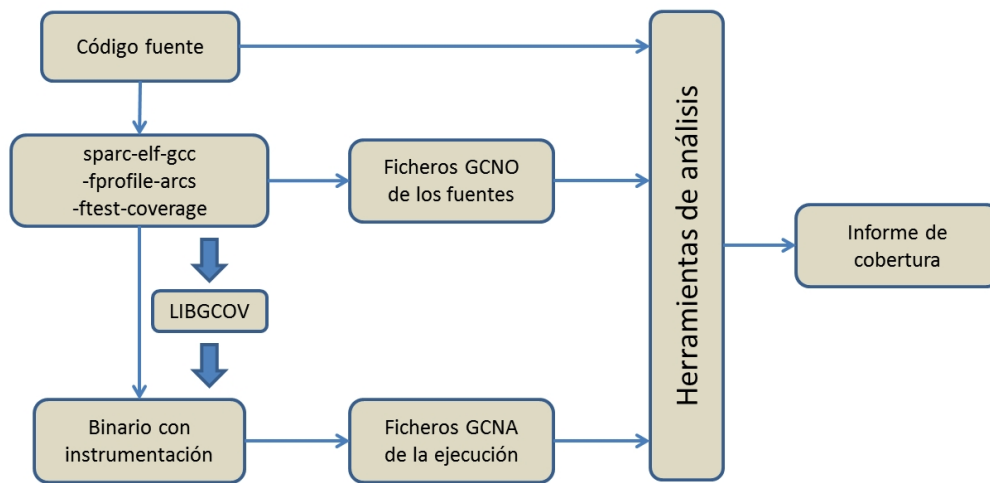 Código fuente
sparc-elf-gcc
-fprofile-arcs
-ftest-coverage
Ficheros GCNO
de los fuentes
LIBGCOV
Binario con
instrumentación
Ficheros GCNA
de la ejecución
Herramientas de análisis
Informe de
cobertura